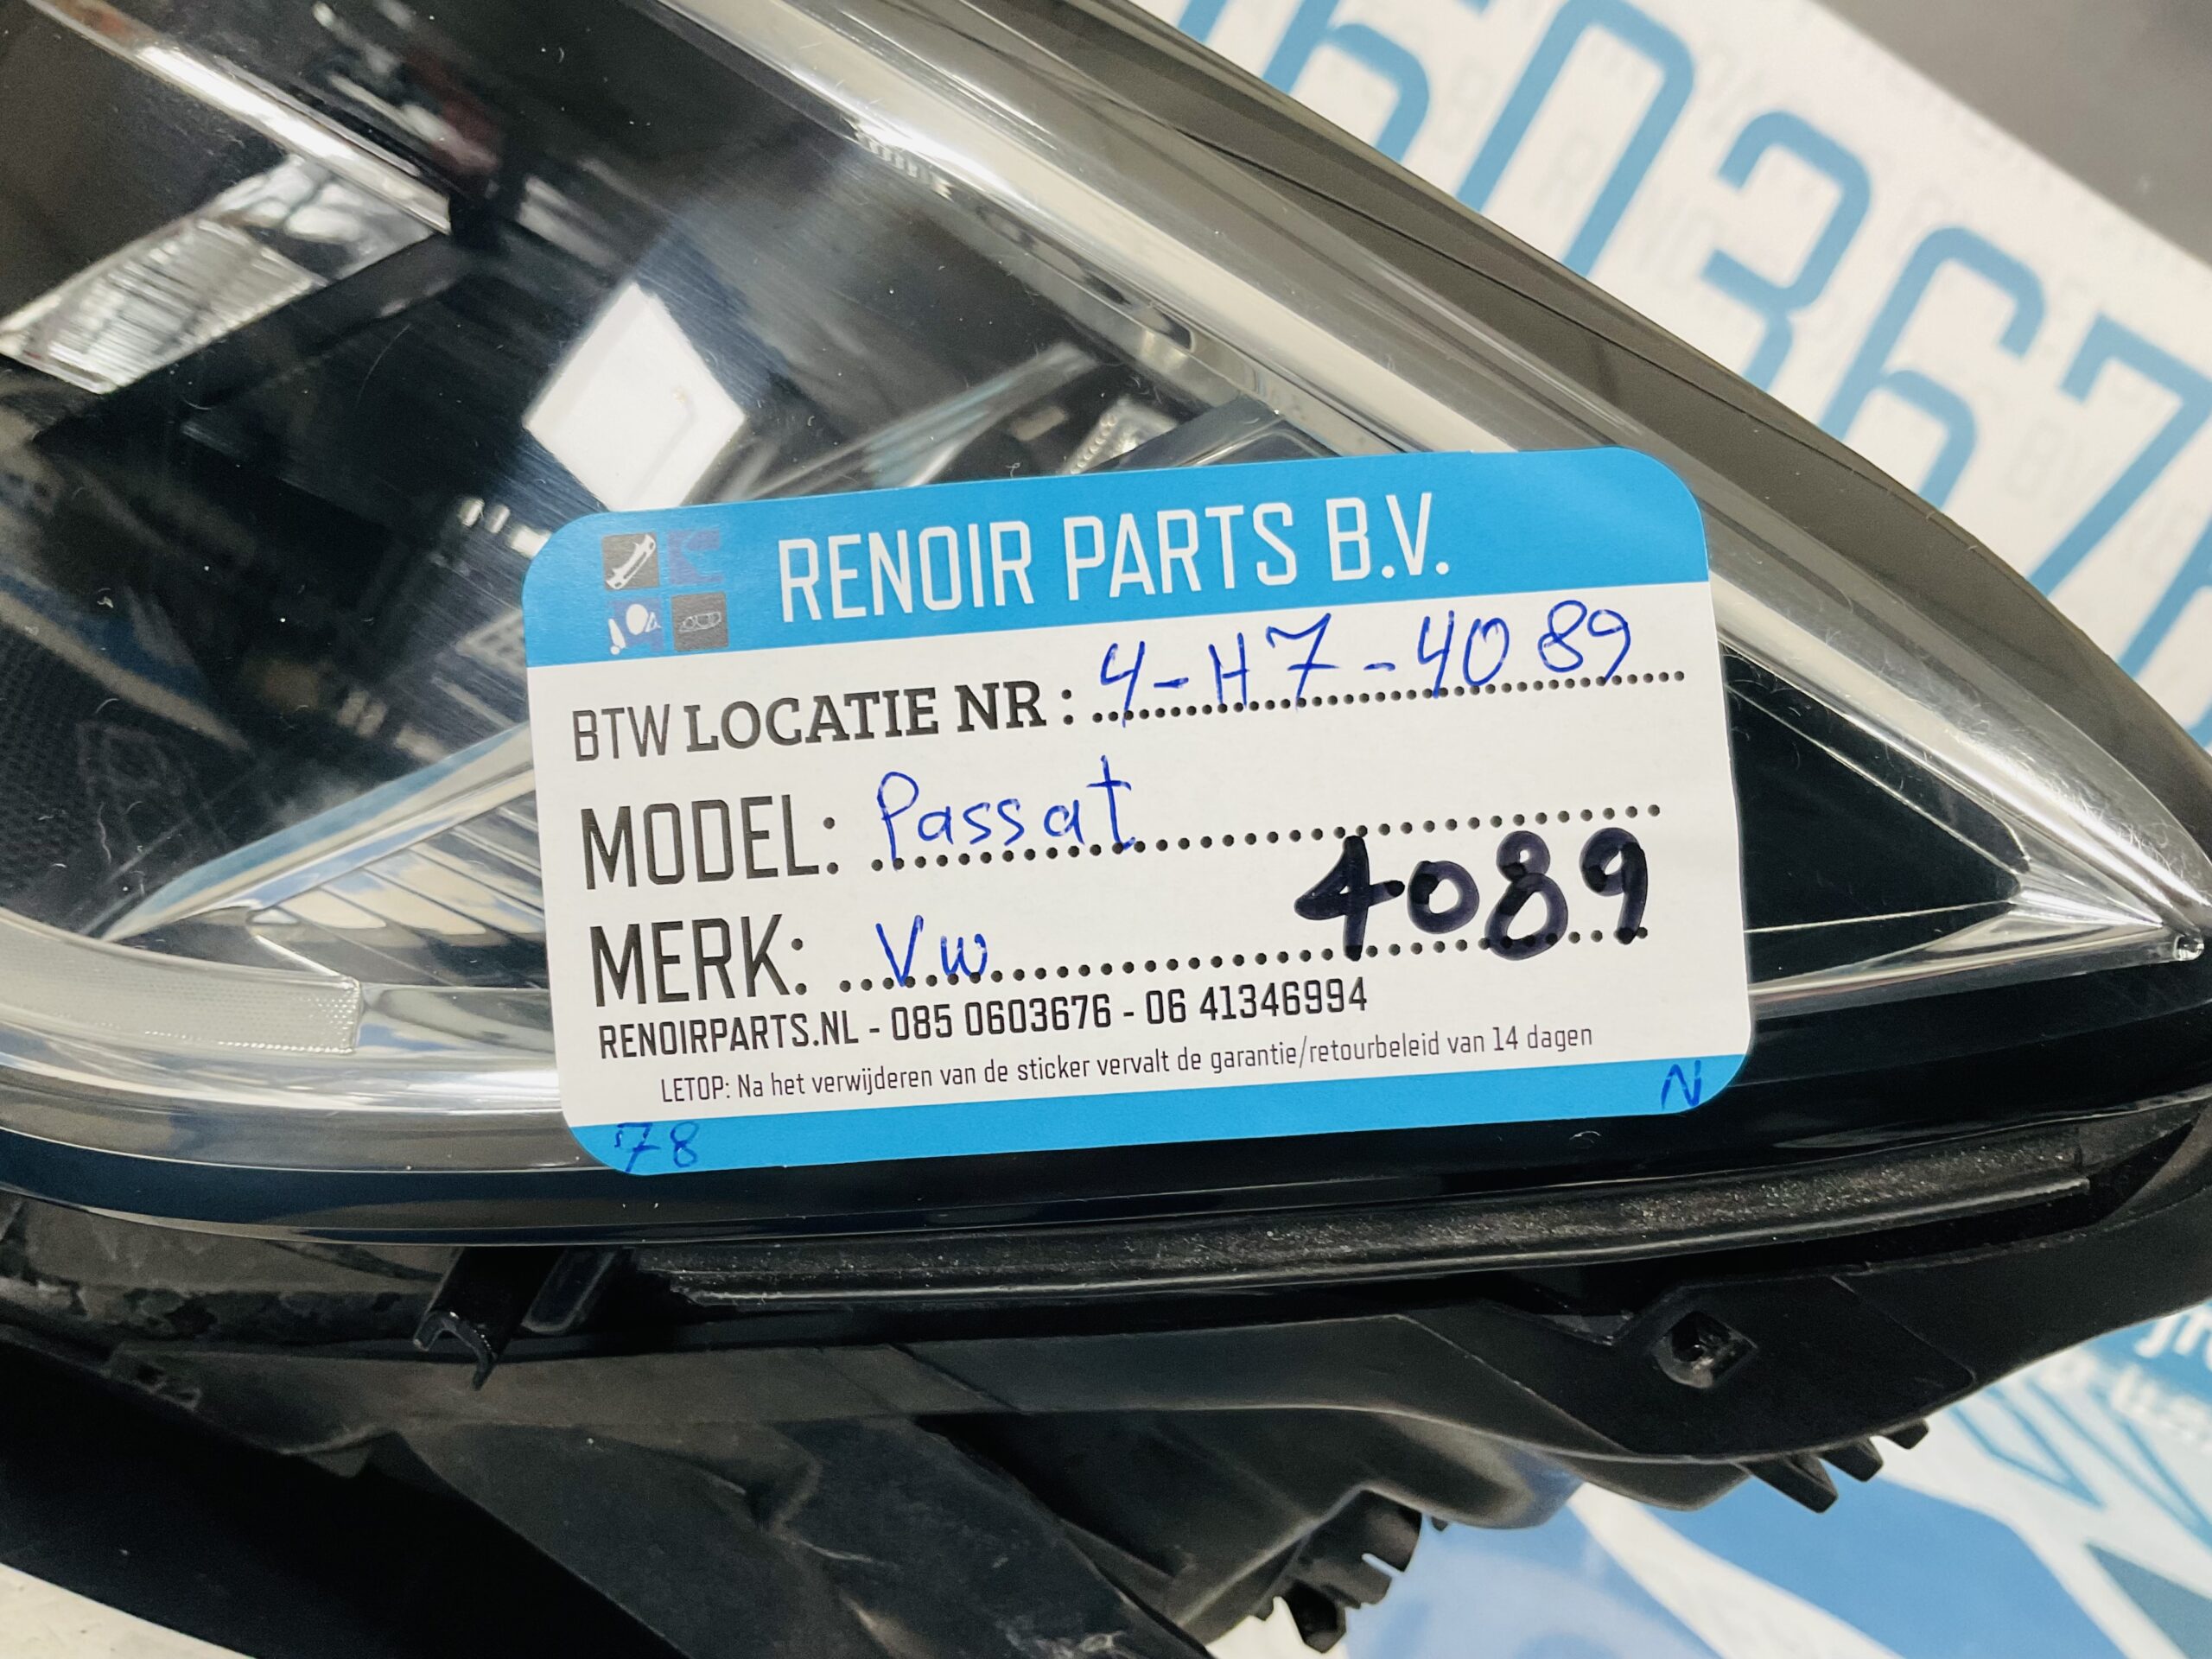 60367
RENOIR PARTS B.V.
BTW LOCATIE NR: 4-H7-4089
MODEL: Passat
4089
MERK: Vw
RENOIRPARTS.NL - 085 0603676 - 06 41346994
LETOP: Na het verwijderen van de sticker vervalt de garantie/retourbeleid van 14 dagen
78 N